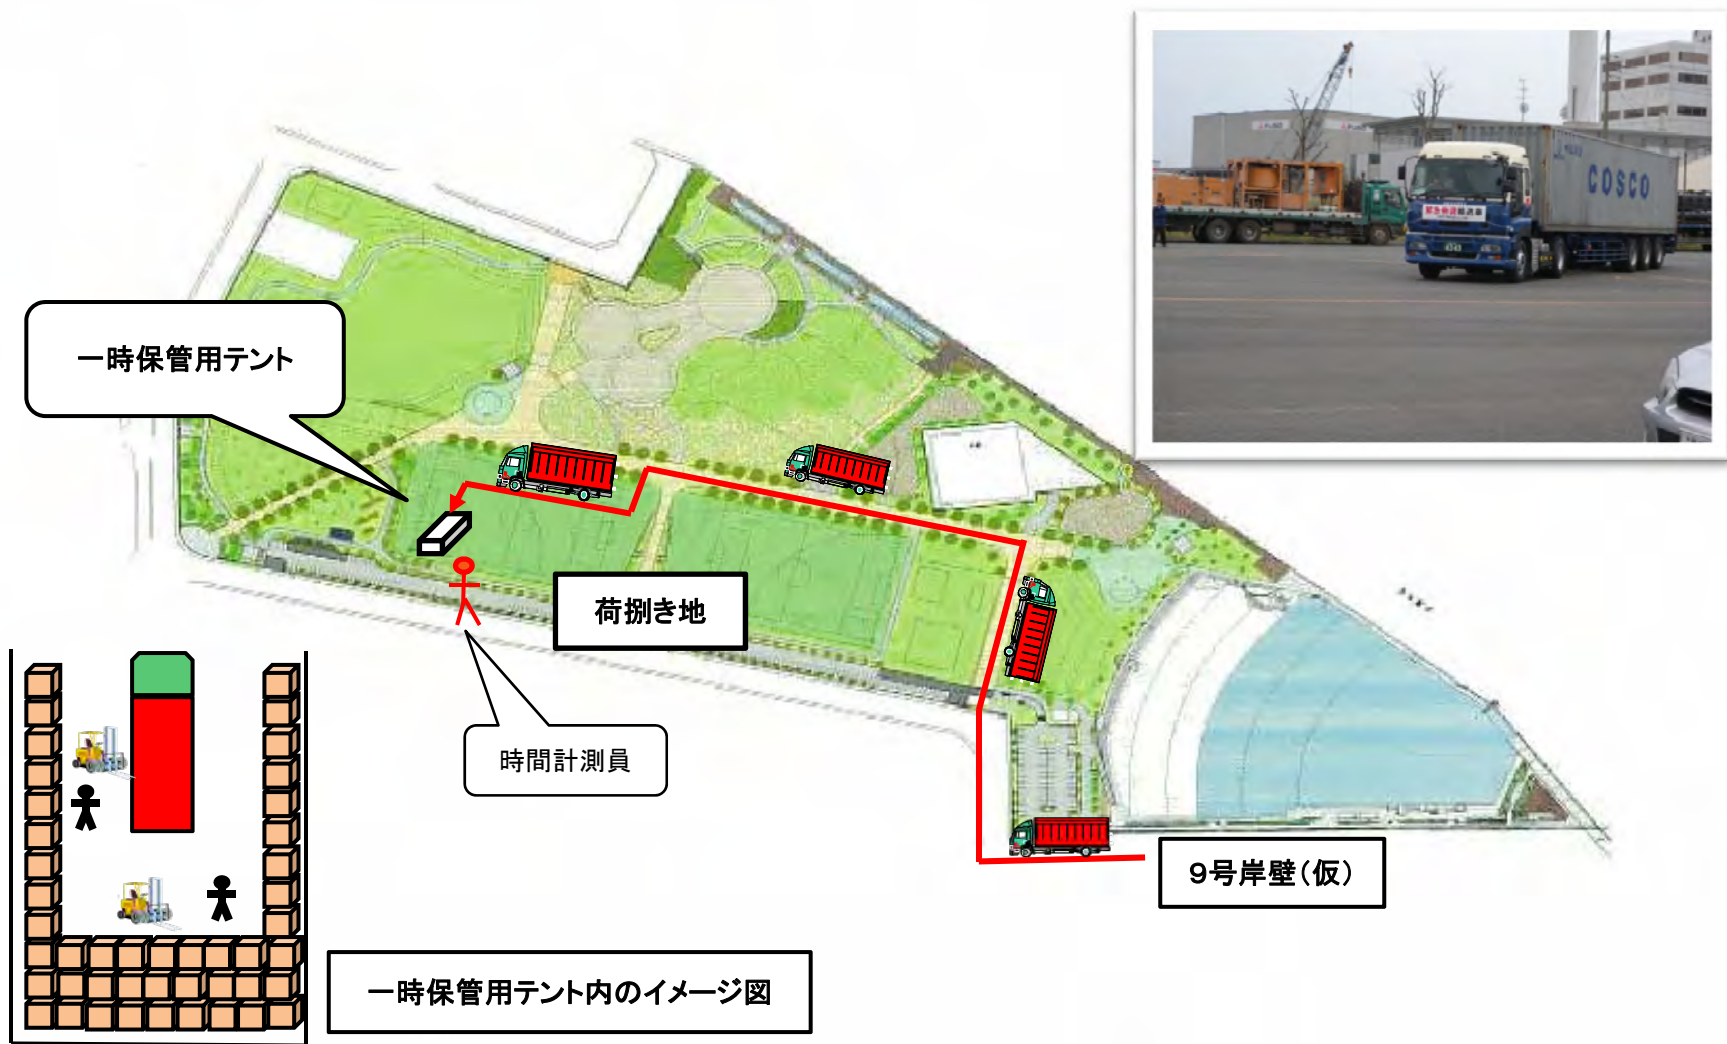 一時保管用テント
荷捌き地
時間計測員
9号岸壁(仮)
一時保管用テント内のイメージ図
COSCO